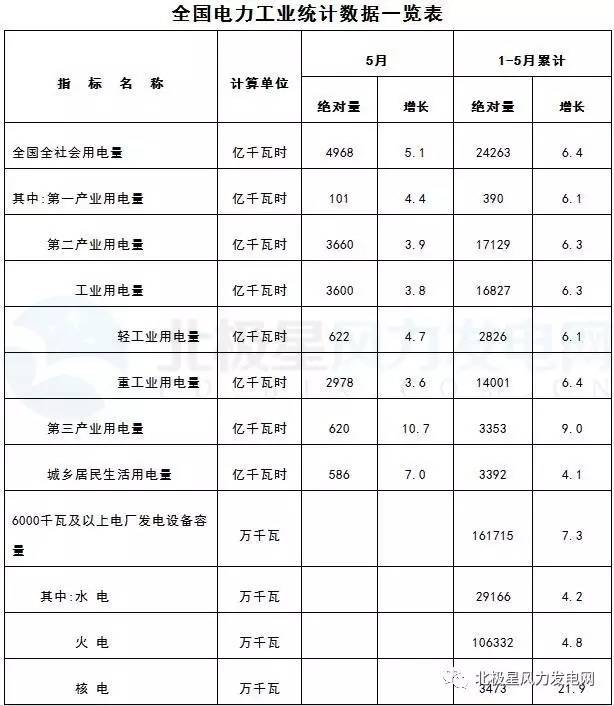 全国电力工业统计数据一览表
指 标 名 称 计算单位 5月 1-5月累计
绝对量 增长 绝对量 增长
全国全社会用电量 亿千瓦时 4968 5.1 24263 6.4
其中:第一产业用电量 亿千瓦时 101 4.4 390 6.1
第二产业用电量 亿千瓦时 3660 3.9 17129 6.3
工业用电量 亿千瓦时 3600 3.8 16827 6.3
轻工业用电量 亿千瓦时 622 4.7 2826 6.1
北极星风力发电网
重工业用电量 亿千瓦时 2978 3.6 14001 6.4
第三产业用电量 亿千瓦时 620 10.7 3353 9.0
城乡居民生活用电量 亿千瓦时 586 7.0 3392 4.1
6000千瓦及以上电厂发电设备容
量 万千瓦 161715 7.3
其中:水 电 万千瓦 29166 4.2
火 电 万千瓦 106332 4.8
北极星风力发电网
核 电 万千瓦 3473 21.9